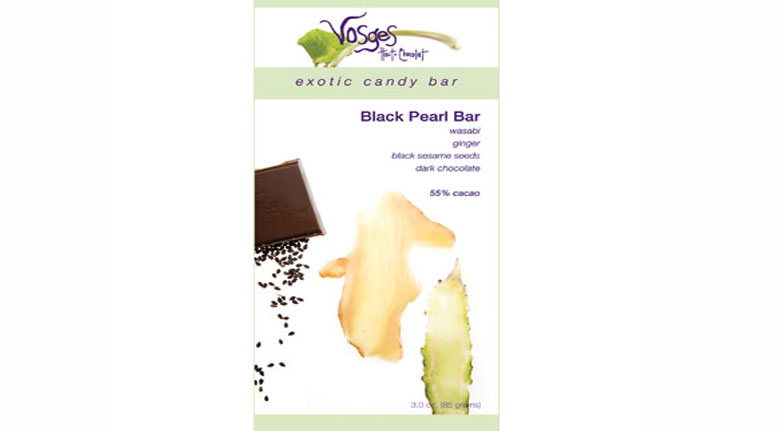 Vosges
Haut-Chocolat
exotic candy bar
Black Pearl Bar
wasabi
ginger
black sesame seeds
dark chocolate
55% cacao
3.0 oz. (85 grams)